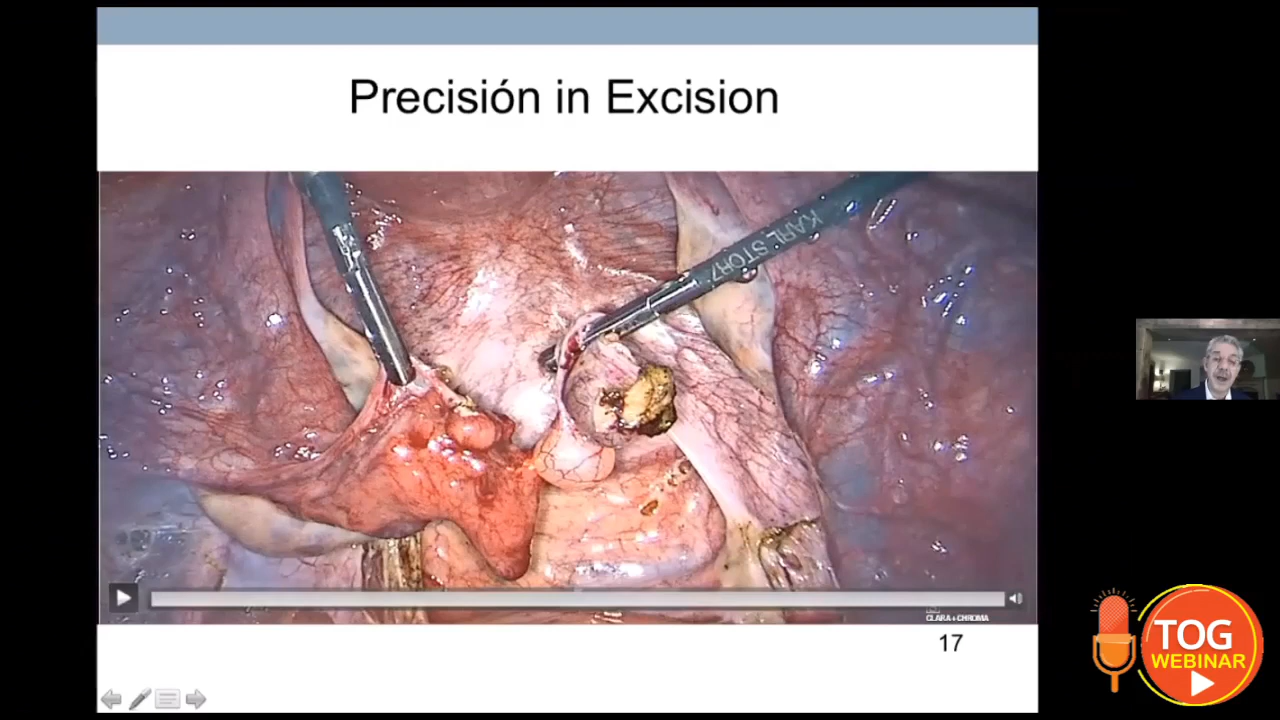 Precisión in Excision
KARL STORZ
CLARA+CHROMA
17
TOG
WEBINAR